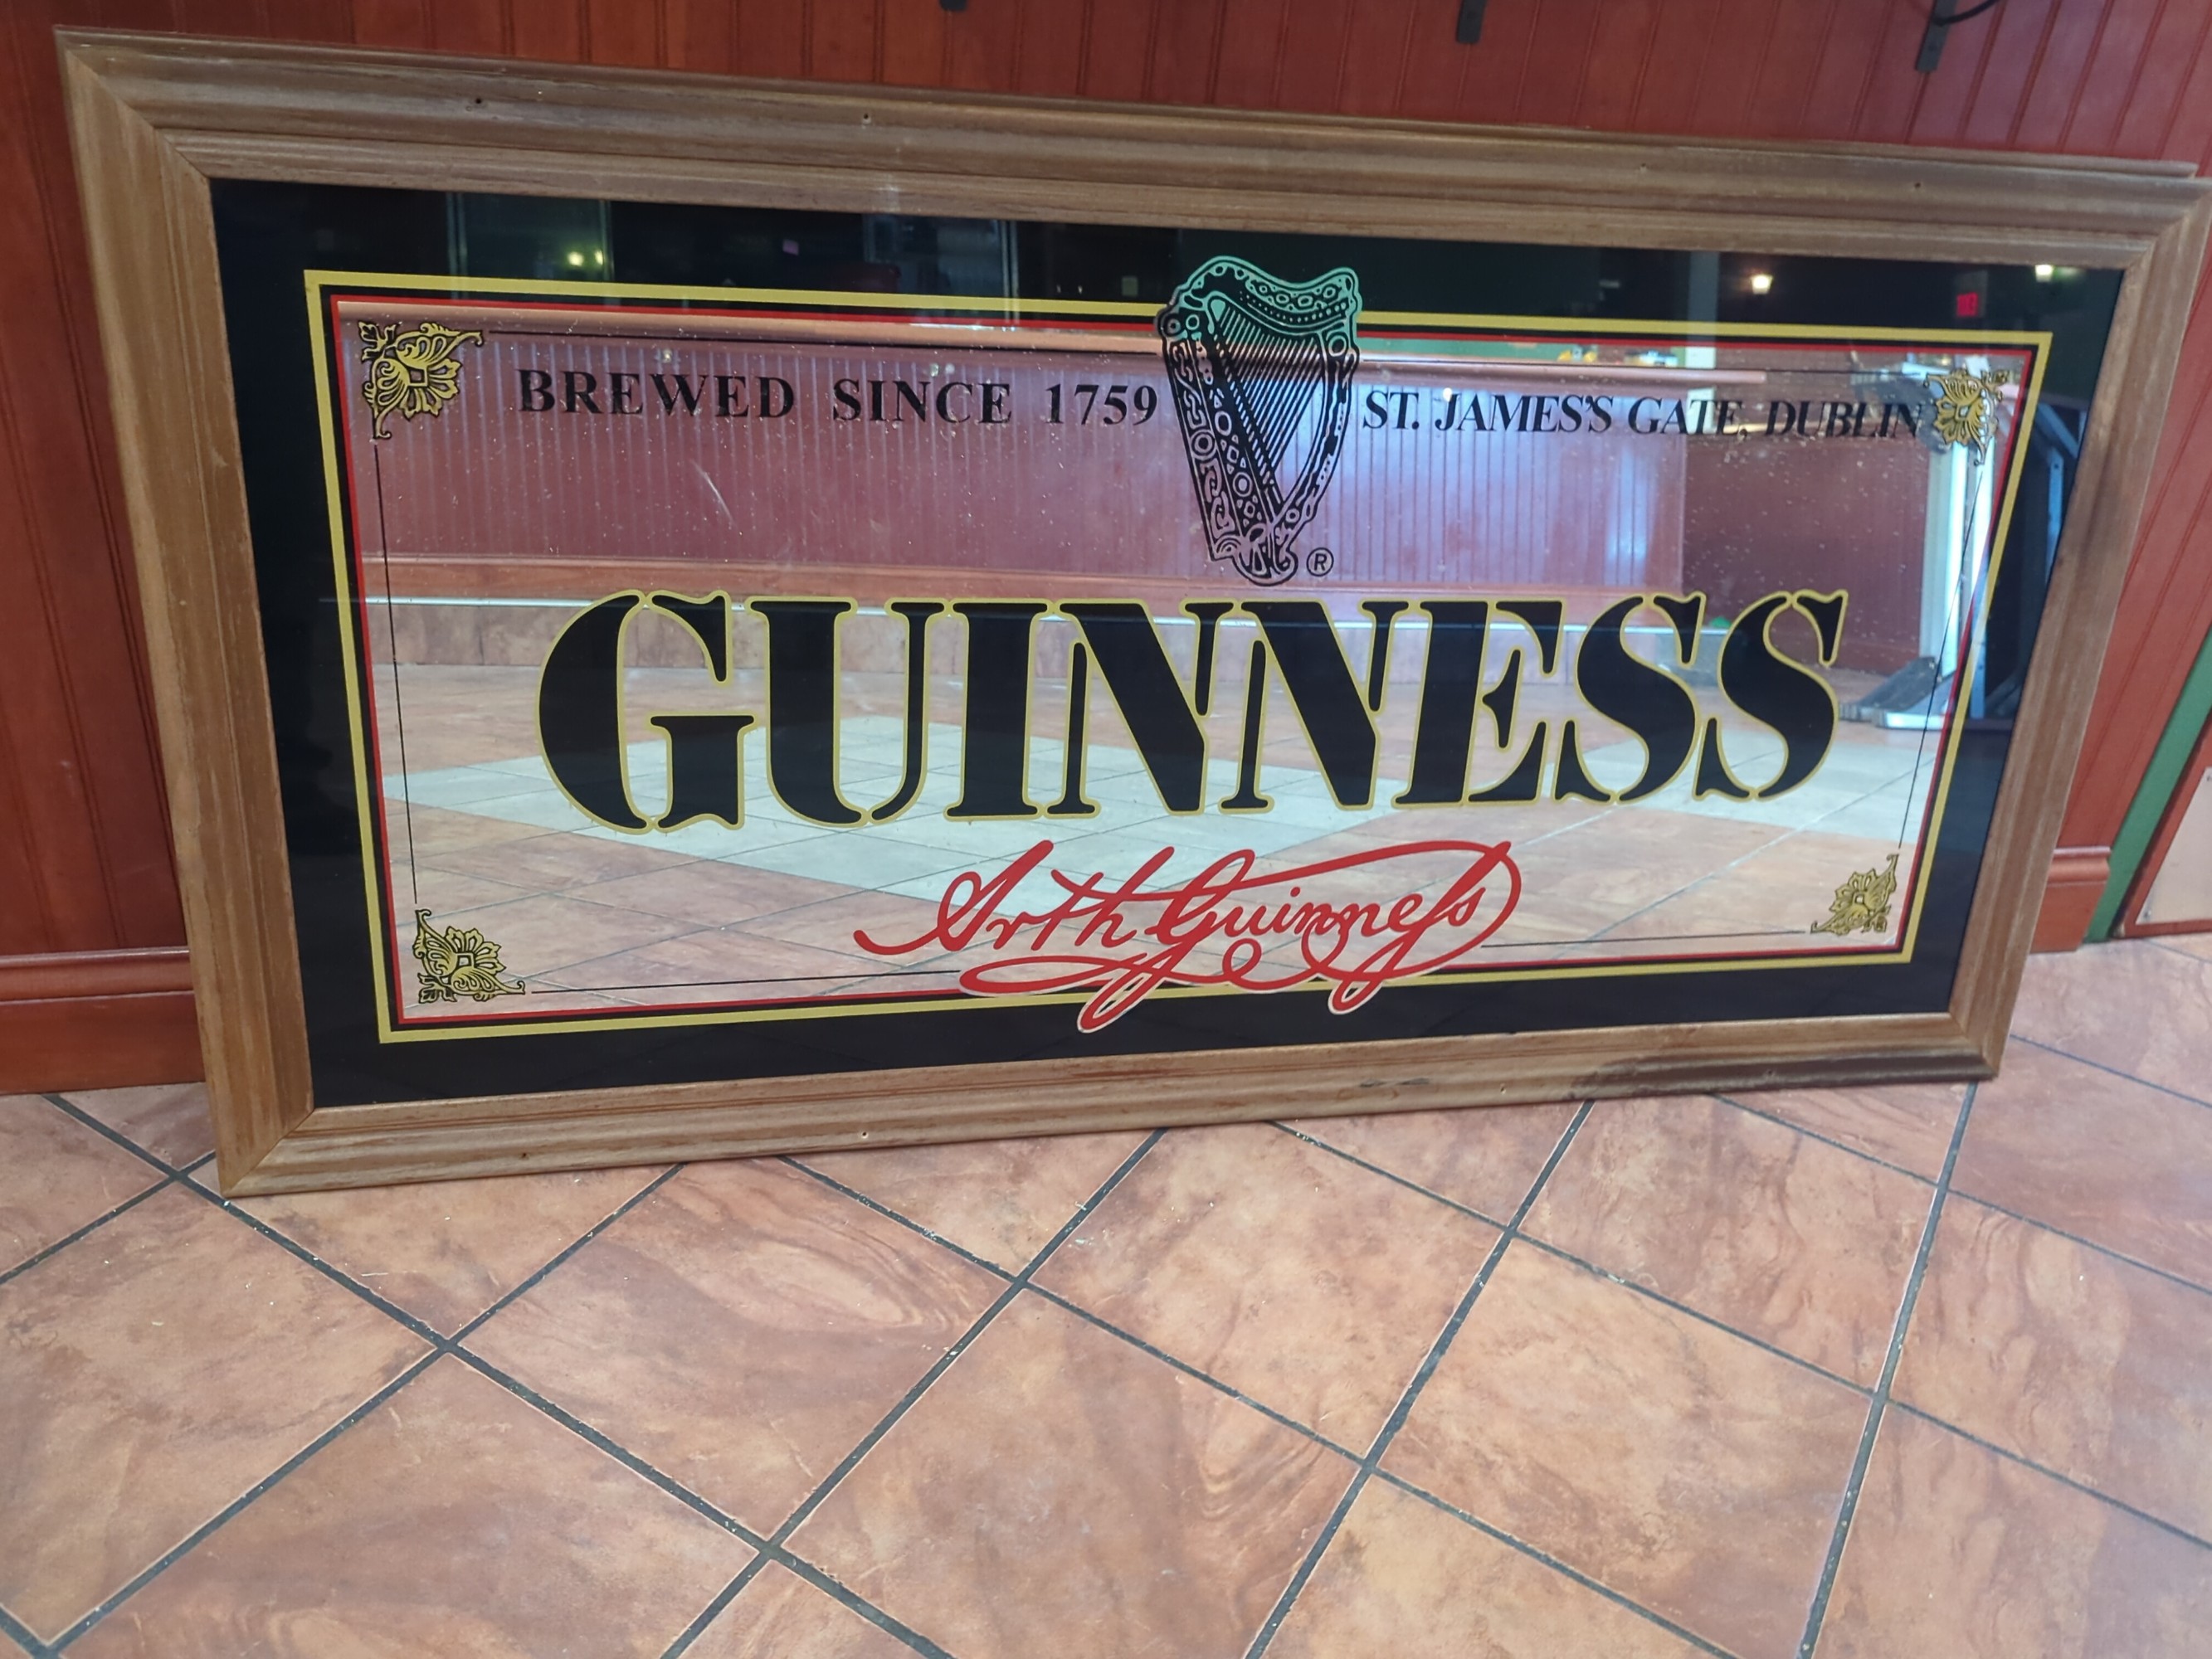 BREWED SINCE 1759 ST. JAMES'S GATE, DUBLIN
®
GUINNESS
Arth Guinness